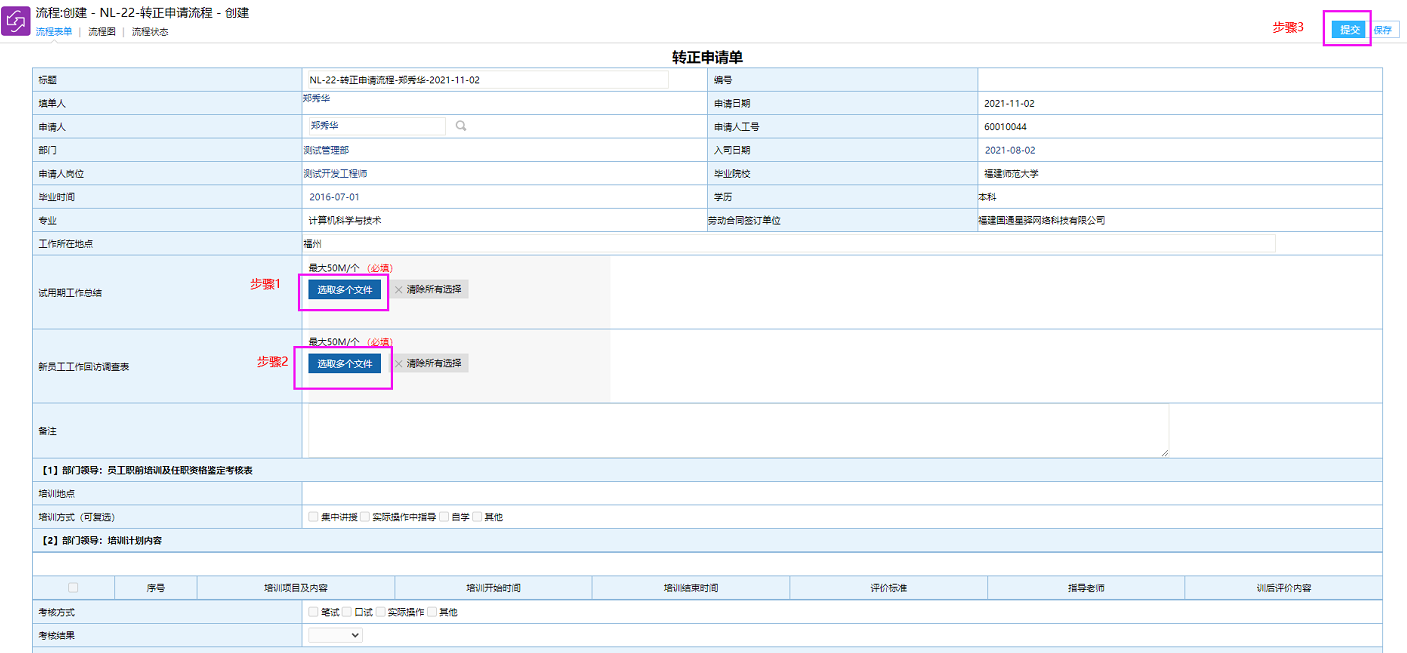 流程:创建 - NL-22-转正申请流程 - 创建
流程表单 | 流程图 | 流程状态
步骤3 提交 保存
转正申请单
标题 NL-22-转正申请流程-郑秀华-2021-11-02 编号
填单人 郑秀华 申请日期 2021-11-02
申请人 郑秀华 申请人工号 60010044
部门 测试管理部 入司日期 2021-08-02
申请人岗位 测试开发工程师 毕业院校 福建师范大学
毕业时间 2016-07-01 学历 本科
专业 计算机科学与技术 劳动合同签订单位 福建国通星驿网络科技有限公司
工作所在地点 福州
最大50M/个 (必填)
步骤1 选取多个文件 清除所有选择
试用期工作总结
最大50M/个 (必填)
步骤2 选取多个文件 清除所有选择
新员工工作回访调查表
备注
【1】部门领导：员工职前培训及任职资格鉴定考核表
培训地点
培训方式（可复选） 集中讲授 实际操作中指导 自学 其他
【2】部门领导：培训计划内容
序号 培训项目及内容 培训开始时间 培训结束时间 评价标准 指导老师 训后评价内容
考核方式 笔试 口试 实际操作 其他
考核结果